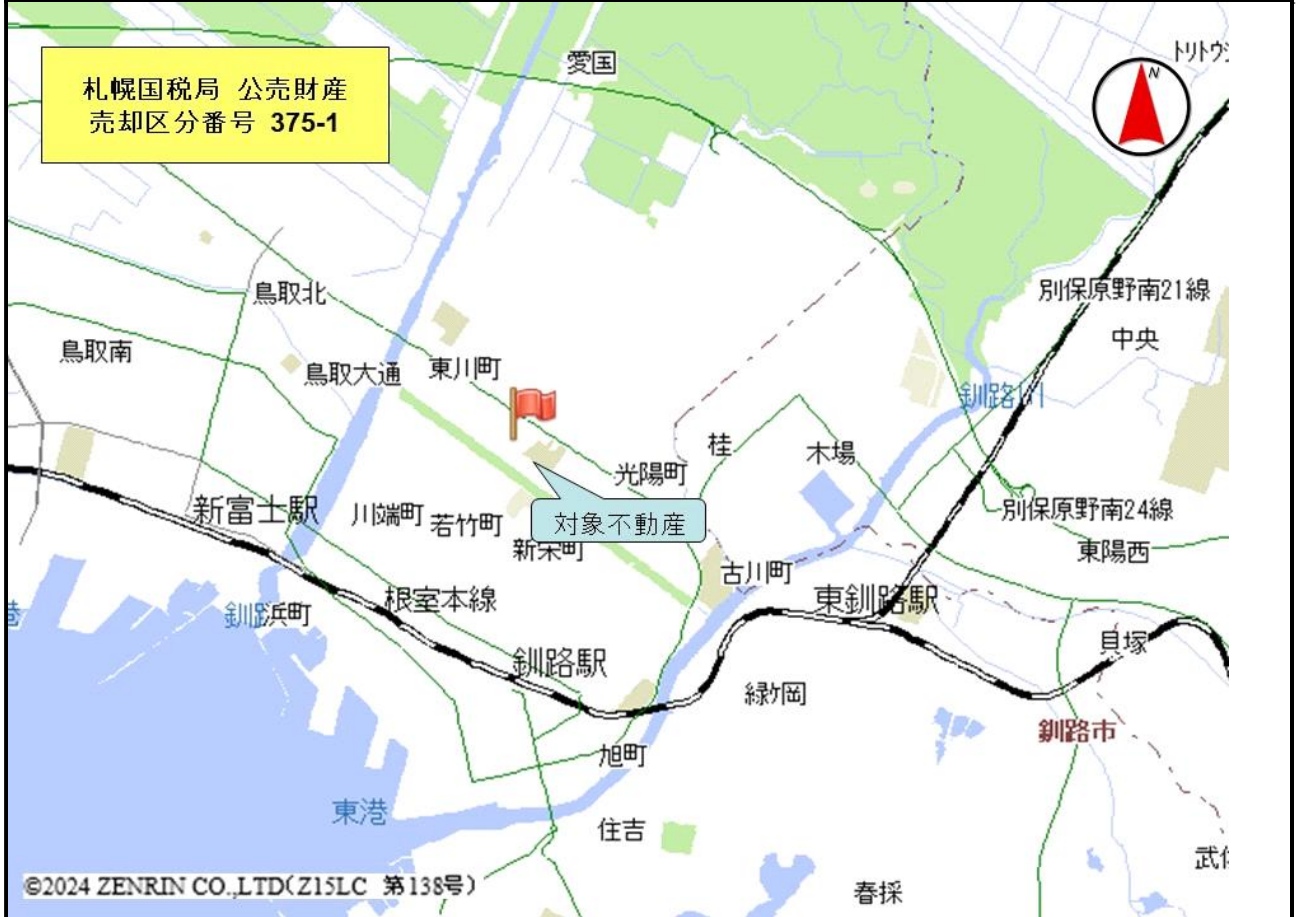 札幌国税局 公売財産
売却区分番号 375-1
愛国
N
鳥取北
別保原野南21線
中央
鳥取南
鳥取大通
東川町
釧路川
桂
木場
光陽町
新富士駅
川端町
若竹町
対象不動産
新栄町
別保原野南24線
東陽西
古川町
根室本線
東釧路駅
浜町
釧路駅
貝塚
緑ケ岡
釧路市
旭町
東港
住吉
春採
©2024 ZENRIN CO.,LTD(Z15LC 第138号)